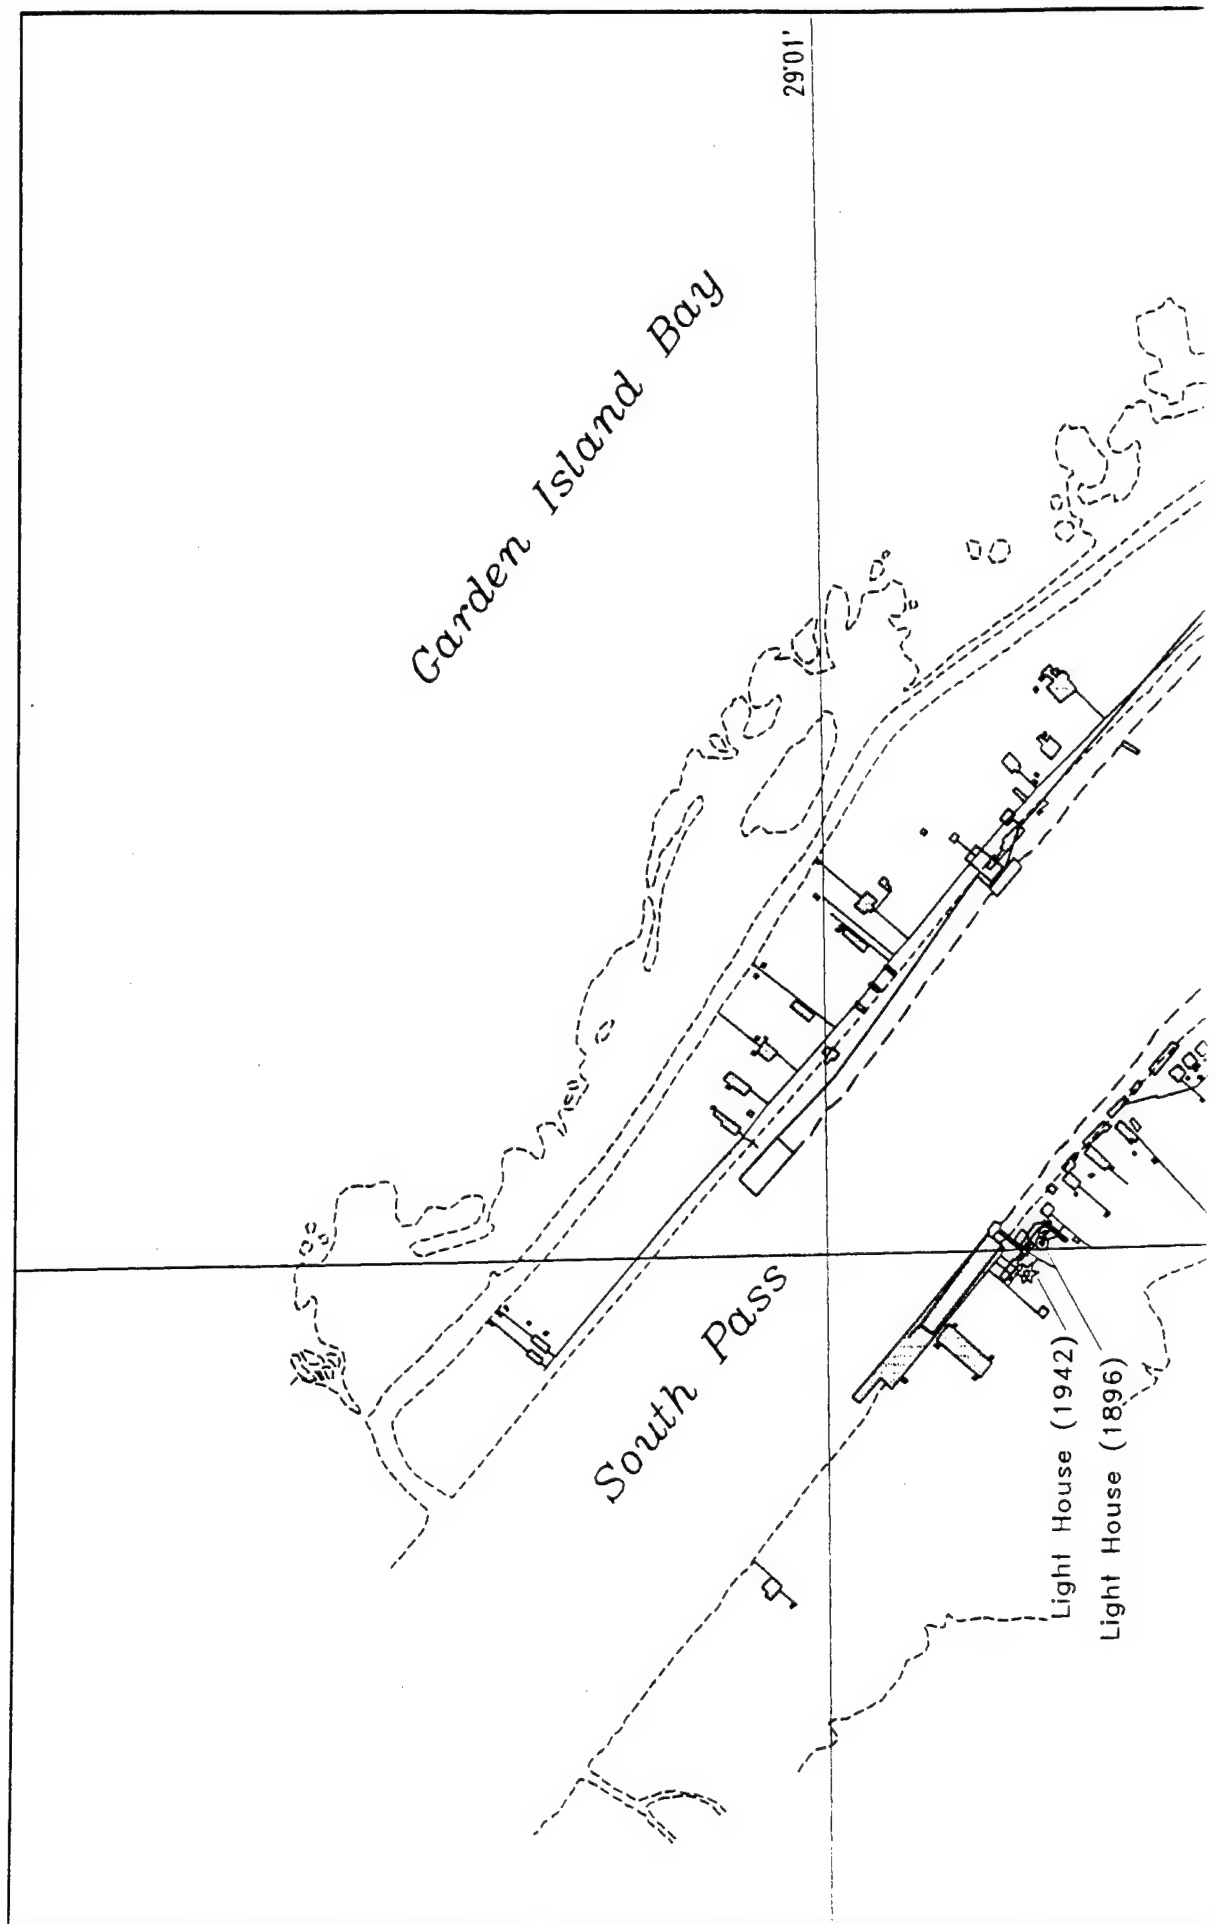 29°01'
Garden Island Bay
South Pass
Light House (1942)
Light House (1896)